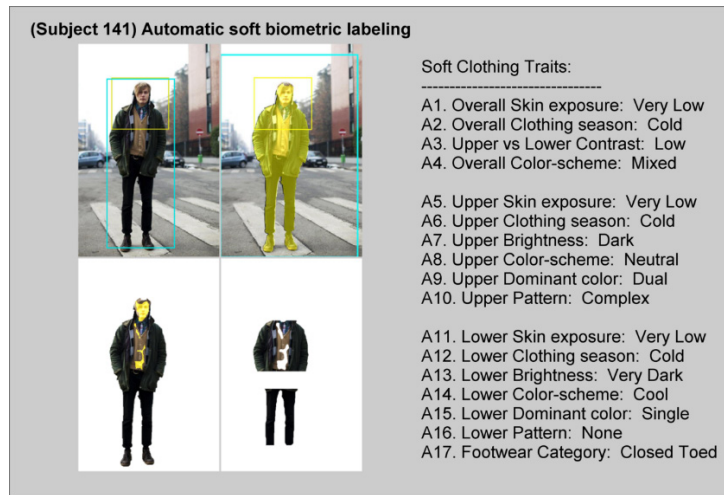 (Subject 141) Automatic soft biometric labeling
Soft Clothing Traits:
---------------------------------
A1. Overall Skin exposure: Very Low
A2. Overall Clothing season: Cold
A3. Upper vs Lower Contrast: Low
A4. Overall Color-scheme: Mixed
A5. Upper Skin exposure: Very Low
A6. Upper Clothing season: Cold
A7. Upper Brightness: Dark
A8. Upper Color-scheme: Neutral
A9. Upper Dominant color: Dual
A10. Upper Pattern: Complex
A11. Lower Skin exposure: Very Low
A12. Lower Clothing season: Cold
A13. Lower Brightness: Very Dark
A14. Lower Color-scheme: Cool
A15. Lower Dominant color: Single
A16. Lower Pattern: None
A17. Footwear Category: Closed Toed